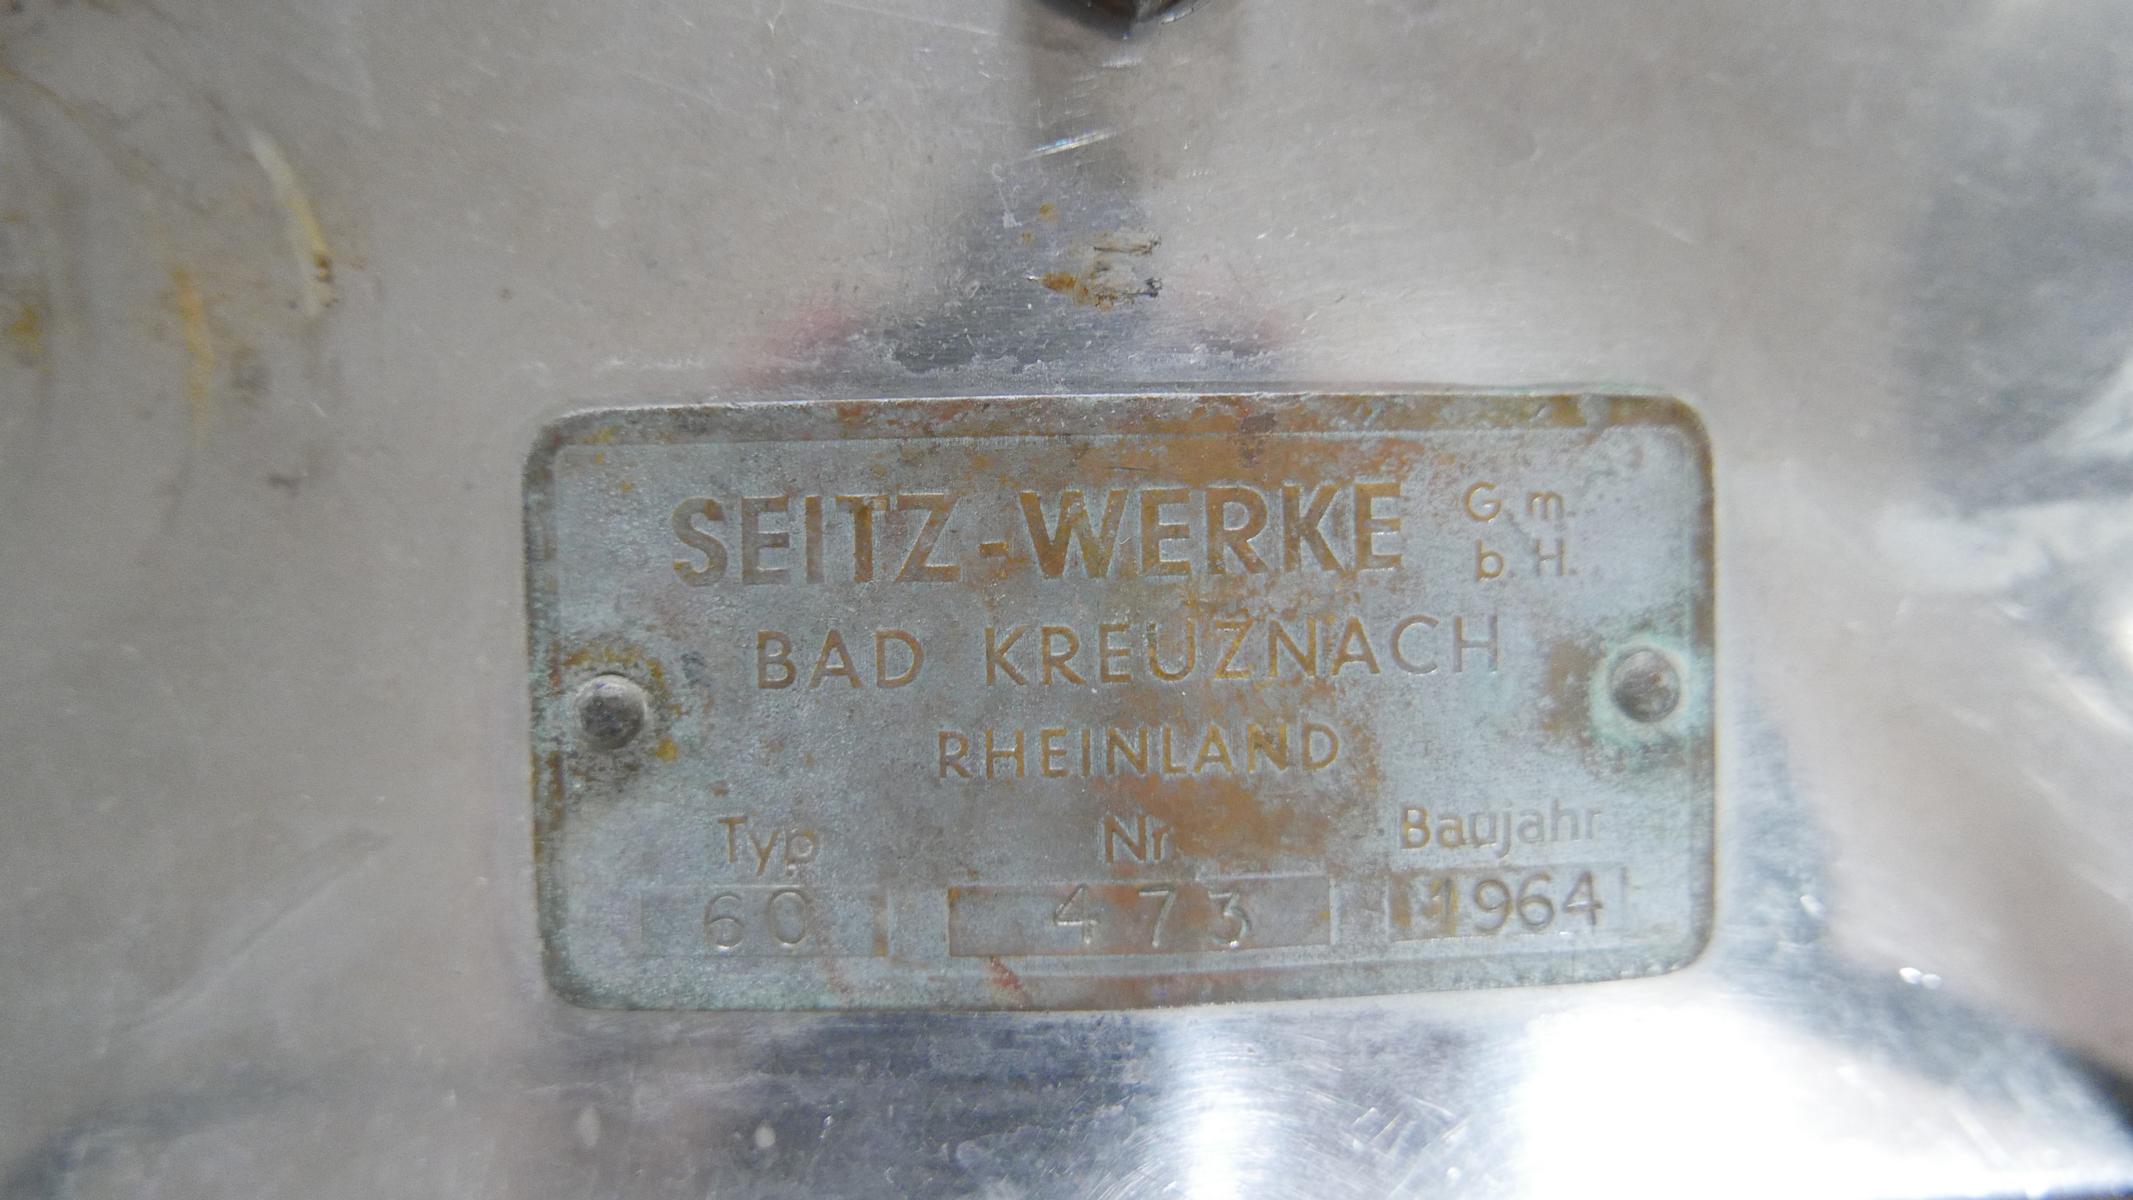 SEITZ-WERKE G.m.
b.H.
BAD KREUZNACH
RHEINLAND
Typ Nr. Baujahr
60 473 1964